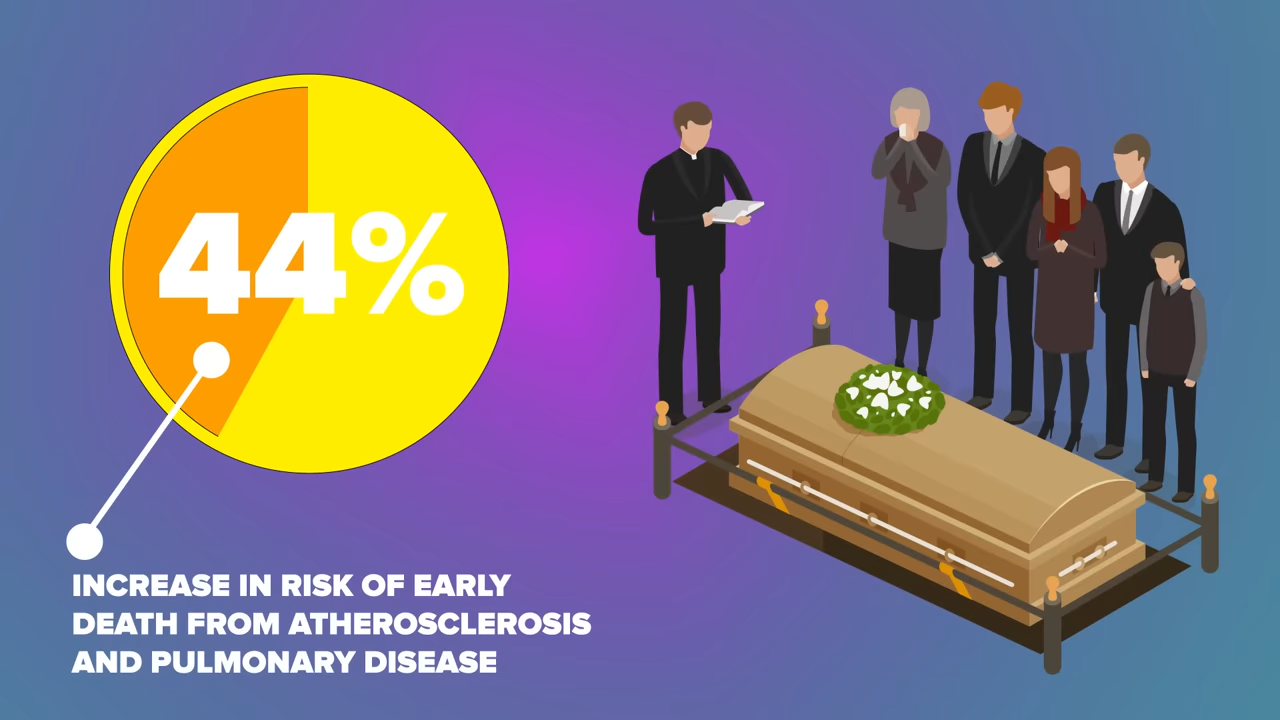 44%
INCREASE IN RISK OF EARLY
DEATH FROM ATHEROSCLEROSIS
AND PULMONARY DISEASE